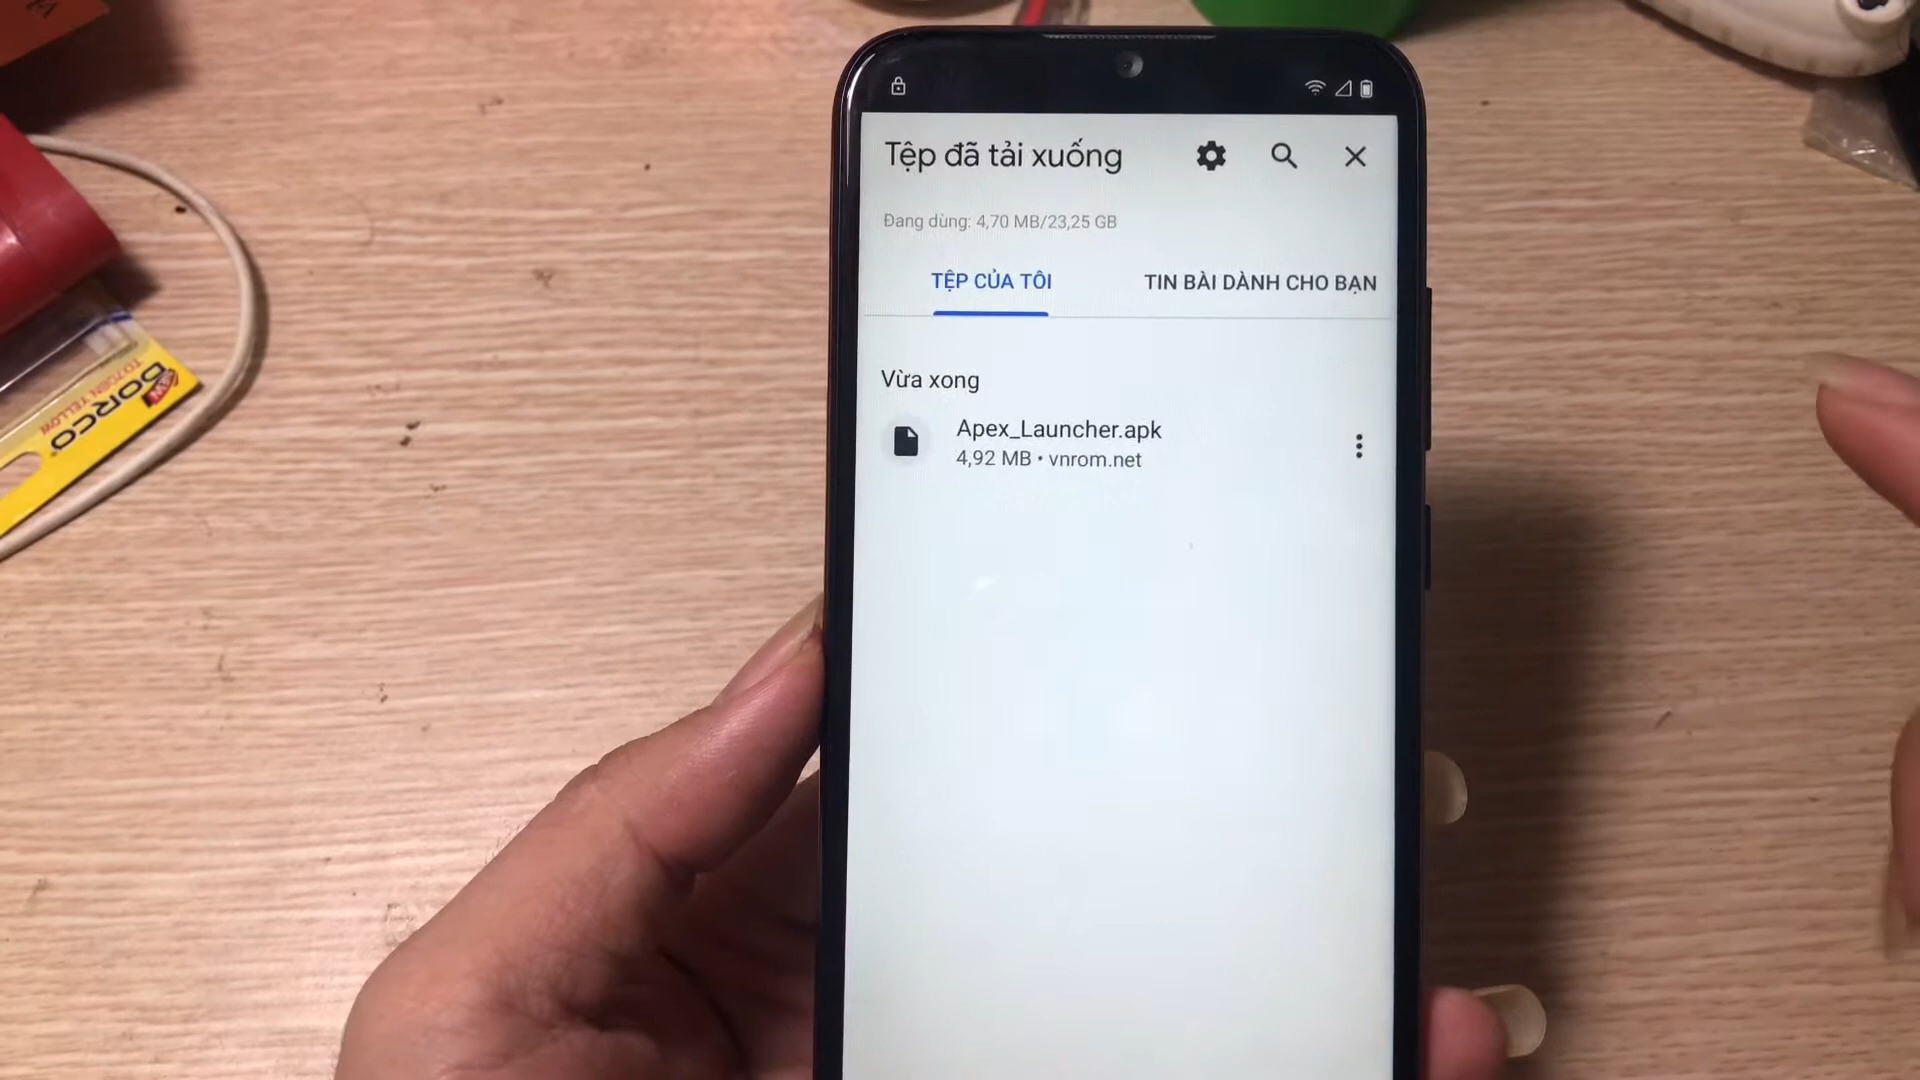 Tệp đã tải xuống
Đang dùng: 4,70 MB/23,25 GB
TỆP CỦA TÔI
TIN BÀI DÀNH CHO BẠN
Vừa xong
Apex_Launcher.apk
4,92 MB • vnrom.net
DORCO